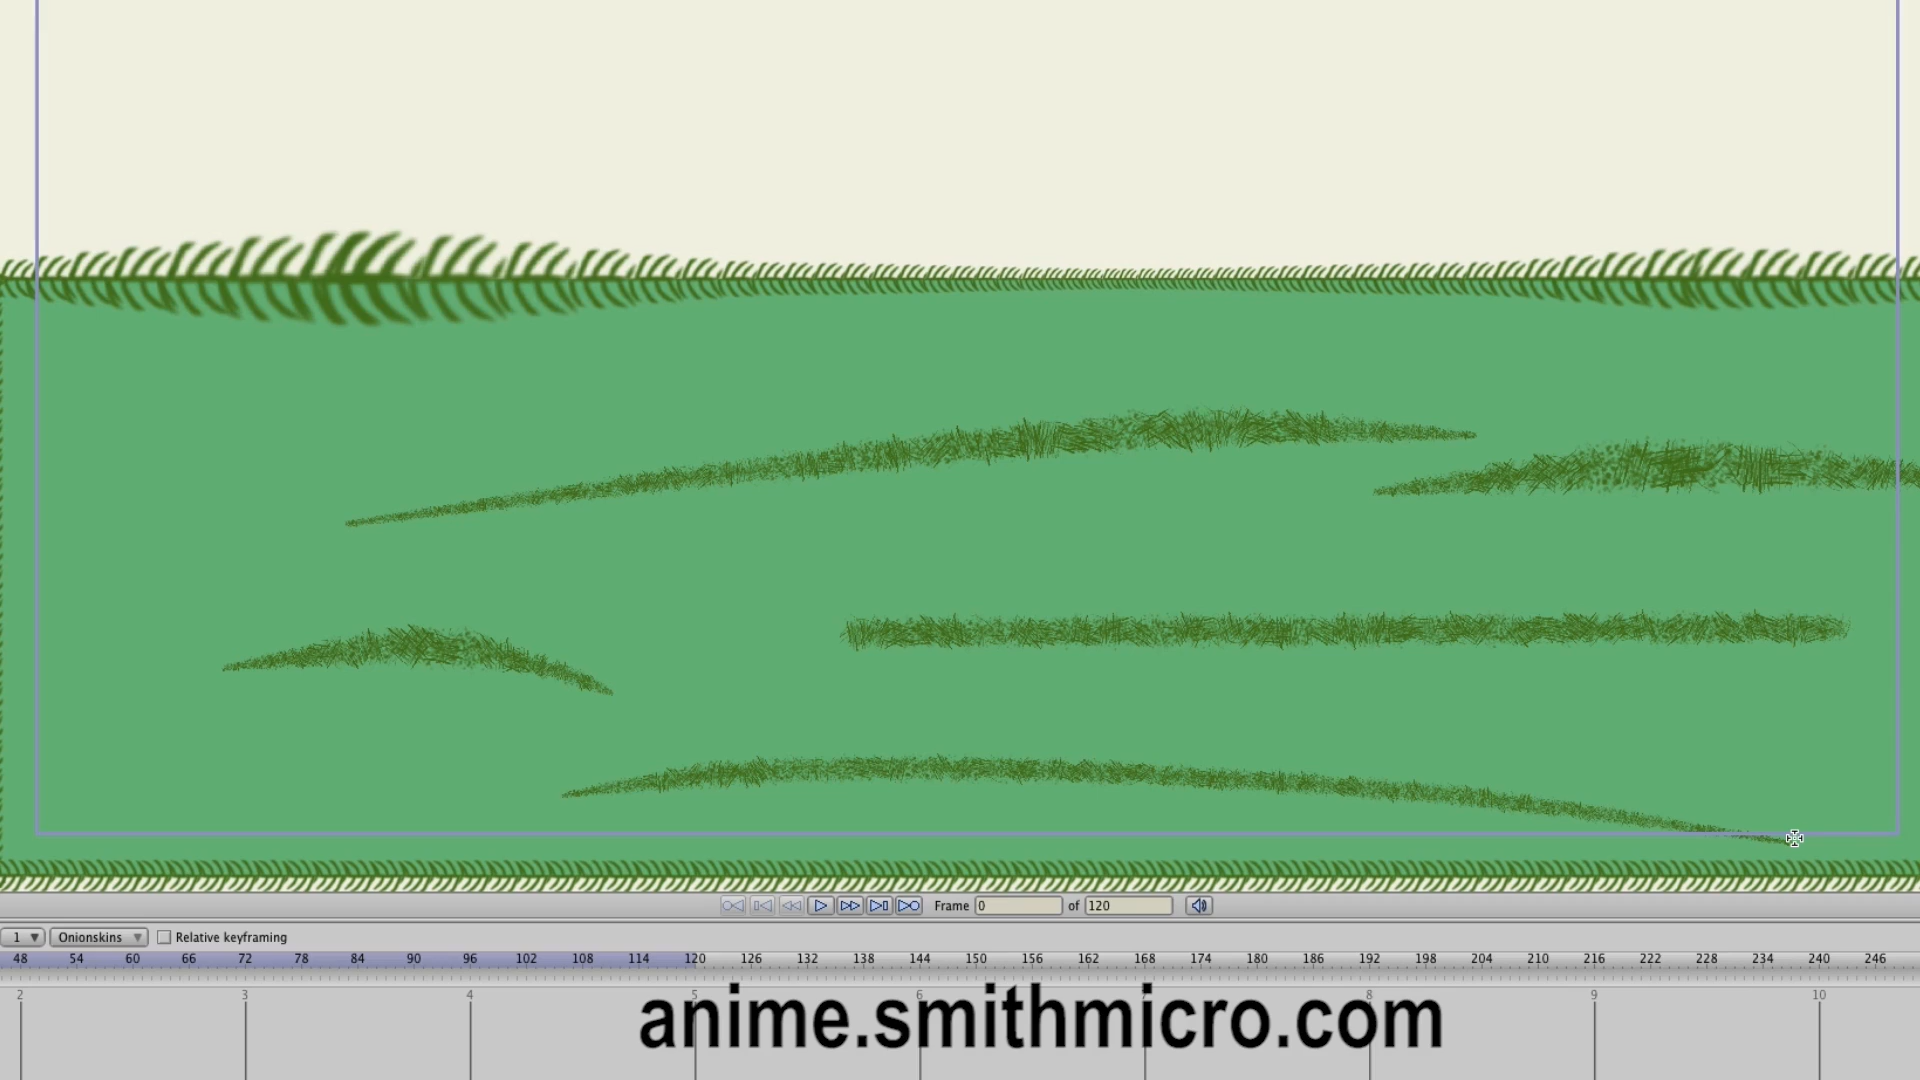 Frame 0 of 120
1 Onionskins Relative keyframing
48 54 60 66 72 78 84 90 96 102 108 114 120 126 132 138 144 150 156 162 168 174 180 186 192 198 204 210 216 222 228 234 240 246
2 3 4 5 6 7 8 9 10
anime.smithmicro.com